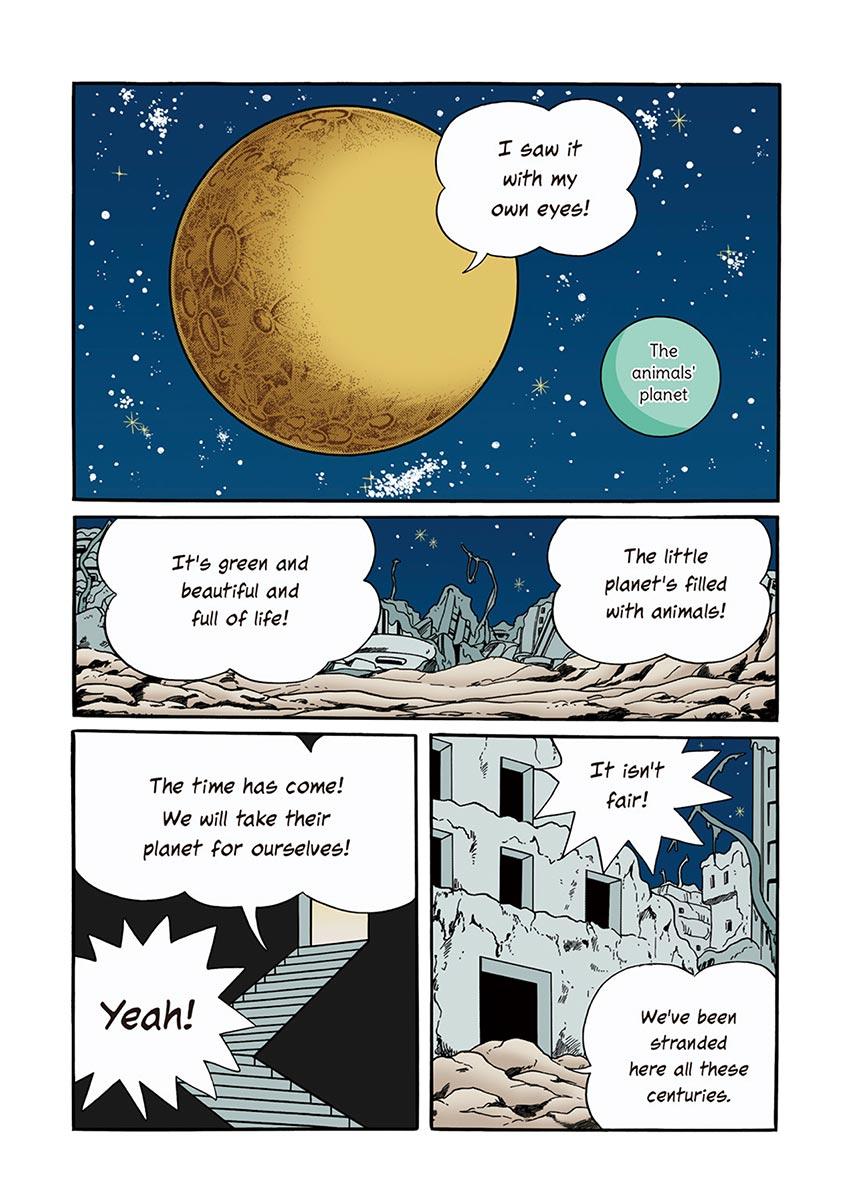 I saw it
with my
own eyes!
The
animals'
planet
The little
planet's filled
with animals!
It's green and
beautiful and
full of life!
It isn't
fair!
We've been
stranded
here all these
centuries.
The time has come!
We will take their
planet for ourselves!
Yeah!